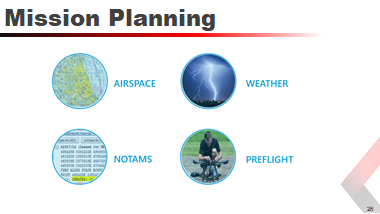 Mission Planning
AIRSPACE
WEATHER
NOTAMS
PREFLIGHT
28